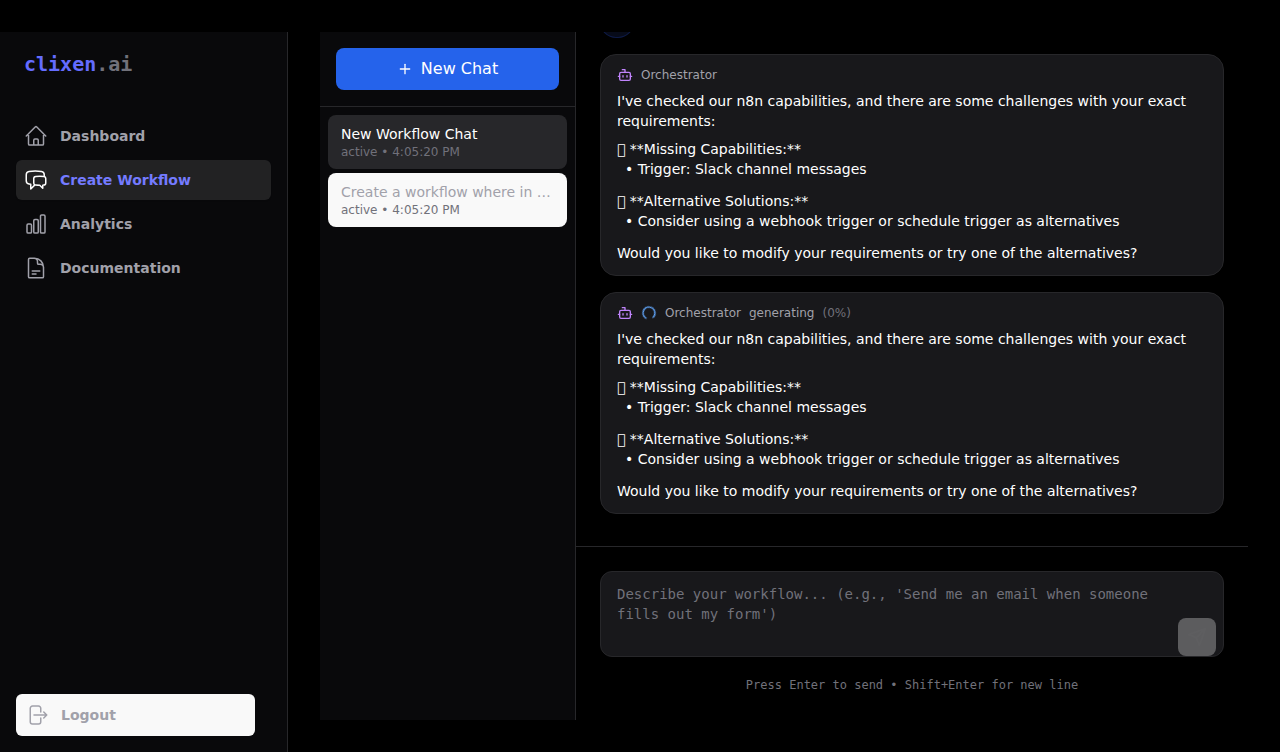 clixen.ai
Dashboard
Create Workflow
Analytics
Documentation
Logout
+ New Chat
New Workflow Chat
active • 4:05:20 PM
Create a workflow where in ...
active • 4:05:20 PM
Orchestrator
I've checked our n8n capabilities, and there are some challenges with your exact
requirements:
**Missing Capabilities:**
• Trigger: Slack channel messages
**Alternative Solutions:**
• Consider using a webhook trigger or schedule trigger as alternatives
Would you like to modify your requirements or try one of the alternatives?
Orchestrator generating (0%)
I've checked our n8n capabilities, and there are some challenges with your exact
requirements:
**Missing Capabilities:**
• Trigger: Slack channel messages
**Alternative Solutions:**
• Consider using a webhook trigger or schedule trigger as alternatives
Would you like to modify your requirements or try one of the alternatives?
Describe your workflow... (e.g., 'Send me an email when someone
fills out my form')
Press Enter to send • Shift+Enter for new line